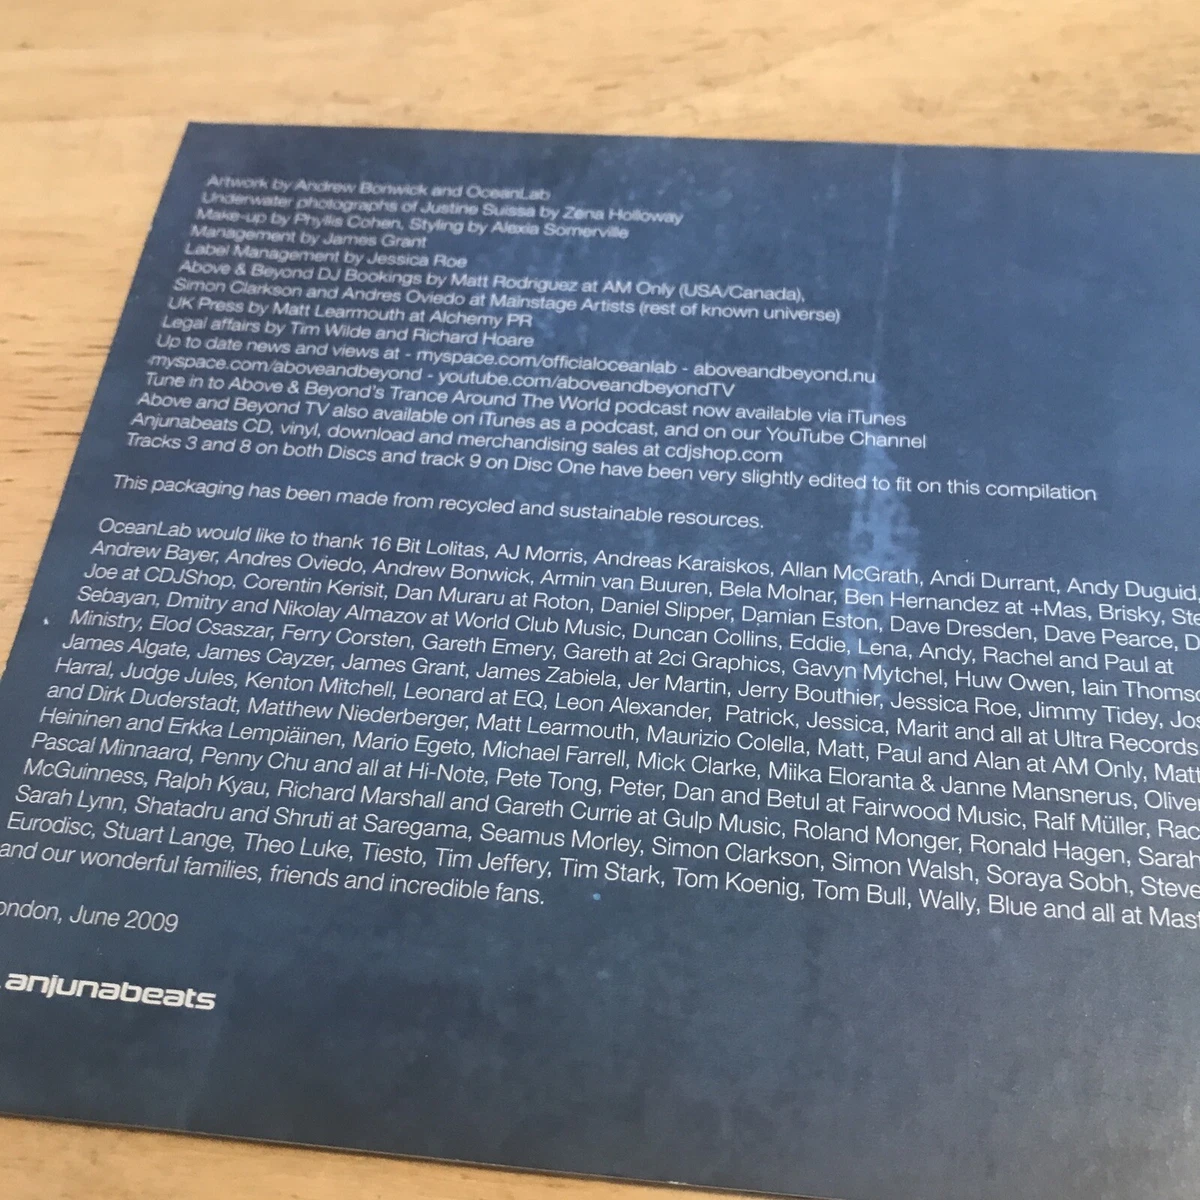 Artwork by Andrew Bonwick and OceanLab
Underwater photographs of Justine Suissa by Zena Holloway
Make-up by Phyllis Cohen, Styling by Alexia Somerville
Management by James Grant
Label Management by Jessica Roe
Above & Beyond DJ Bookings by Matt Rodriguez at AM Only (USA/Canada),
Simon Clarkson and Andres Oviedo at Mainstage Artists (rest of known universe)
UK Press by Matt Learmouth at Alchemy PR
Legal affairs by Tim Wilde and Richard Hoare
Up to date news and views at - myspace.com/officialoceanlab - aboveandbeyond.nu
-myspace.com/aboveandbeyond - youtube.com/aboveandbeyondTV
Tune in to Above & Beyond's Trance Around The World podcast now available via iTunes
Above and Beyond TV also available on iTunes as a podcast, and on our YouTube Channel
Anjunabeats CD, vinyl, download and merchandising sales at cdjshop.com
Tracks 3 and 8 on both Discs and track 9 on Disc One have been very slightly edited to fit on this compilation
This packaging has been made from recycled and sustainable resources.
OceanLab would like to thank 16 Bit Lolitas, AJ Morris, Andreas Karaiskos, Allan McGrath, Andi Durrant, Andy Duguid,
Andrew Bayer, Andres Oviedo, Andrew Bonwick, Armin van Buuren, Bela Molnar, Ben Hernandez at +Mas, Brisky,
Joe at CDJShop, Corentin Kerisit, Dan Muraru at Roton, Daniel Slipper, Damian Eston, Dave Dresden, Dave Pearce,
Sebayan, Dmitry and Nikolay Almazov at World Club Music, Duncan Collins, Eddie, Lena, Andy, Rachel and Paul at
Ministry, Elod Csaszar, Ferry Corsten, Gareth Emery, Gareth at 2ci Graphics, Gavyn Mytchel, Huw Owen, Iain
James Algate, James Cayzer, James Grant, James Zabiela, Jer Martin, Jerry Bouthier, Jessica Roe, Jimmy Tidey,
Harral, Judge Jules, Kenton Mitchell, Leonard at EQ, Leon Alexander, Patrick, Jessica, Marit and all at Ultra Records,
and Dirk Duderstadt, Matthew Niederberger, Matt Learmouth, Maurizio Colella, Matt, Paul and Alan at AM Only, Matt
Heininen and Erkka Lempiäinen, Mario Egeto, Michael Farrell, Mick Clarke, Miika Eloranta & Janne Mansnerus,
Pascal Minnaard, Penny Chu and all at Hi-Note, Pete Tong, Peter, Dan and Betul at Fairwood Music, Ralf Müller,
McGuinness, Ralph Kyau, Richard Marshall and Gareth Currie at Gulp Music, Roland Monger, Ronald Hagen, Sarah
Sarah Lynn, Shatadru and Shruti at Saregama, Seamus Morley, Simon Clarkson, Simon Walsh, Soraya Sobh, Steve
Eurodisc, Stuart Lange, Theo Luke, Tiesto, Tim Jeffery, Tim Stark, Tom Koenig, Tom Bull, Wally, Blue and all at
and our wonderful families, friends and incredible fans.
ondon, June 2009
anjunabeats